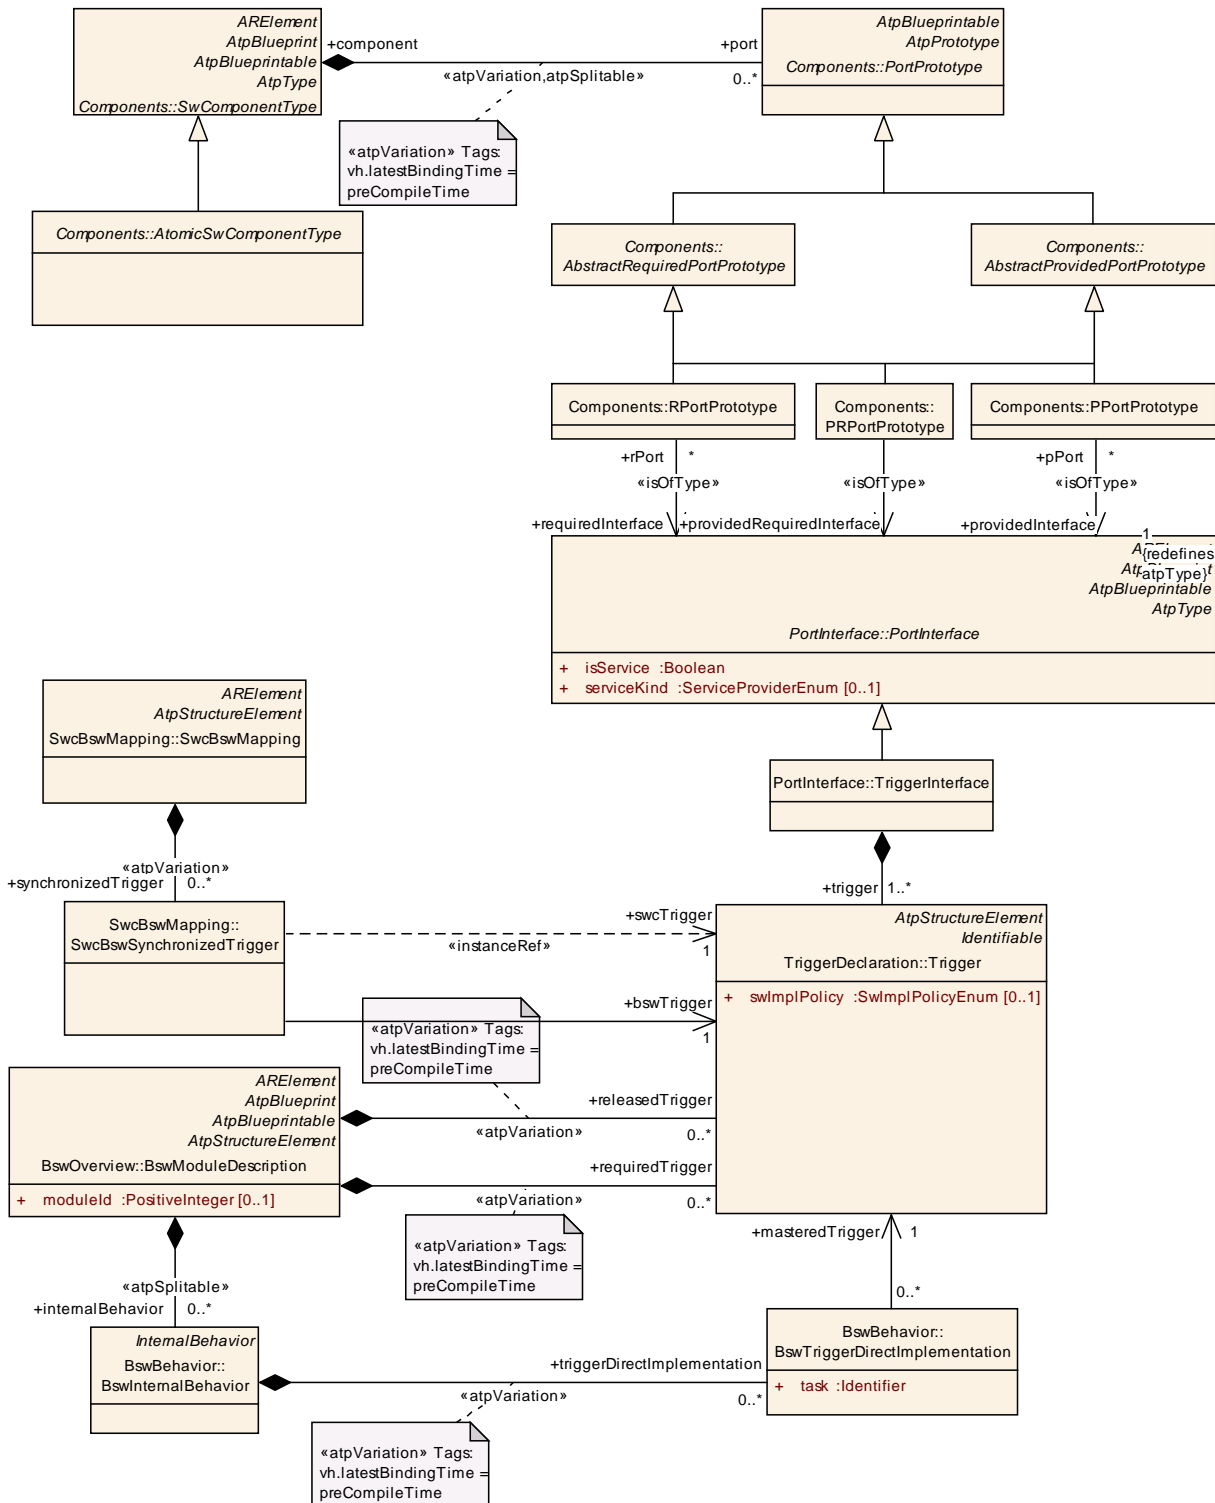 ARElement
AtpBlueprint
AtpBlueprintable
AtpType
Components::SwComponentType
+component
+port
«atpVariation,atpSplitable»
0..*
AtpBlueprintable
AtpPrototype
Components::PortPrototype
«atpVariation» Tags:
vh.latestBindingTime =
preCompileTime
Components::AtomicSwComponentType
Components::
AbstractRequiredPortPrototype
Components::
AbstractProvidedPortPrototype
Components::RPortPrototype
Components::
PRPortPrototype
Components::PPortPrototype
+rPort
*
«isOfType»
+requiredInterface
«isOfType»
+providedRequiredInterface
+pPort
*
«isOfType»
+providedInterface
1
{redefines
atpType}
ARElement
AtpBlueprintable
AtpType
PortInterface::PortInterface
+ isService :Boolean
+ serviceKind :ServiceProviderEnum [0..1]
ARElement
AtpStructureElement
SwcBswMapping::SwcBswMapping
PortInterface::TriggerInterface
«atpVariation»
+synchronizedTrigger
0..*
+trigger
1..*
SwcBswMapping::
SwcBswSynchronizedTrigger
+swcTrigger
«instanceRef»
1
AtpStructureElement
Identifiable
TriggerDeclaration::Trigger
+ swImplPolicy :SwImplPolicyEnum [0..1]
+bswTrigger
1
«atpVariation» Tags:
vh.latestBindingTime =
preCompileTime
ARElement
AtpBlueprint
AtpBlueprintable
AtpStructureElement
BswOverview::BswModuleDescription
+ moduleId :PositiveInteger [0..1]
+releasedTrigger
«atpVariation»
0..*
+requiredTrigger
«atpVariation»
0..*
«atpVariation» Tags:
vh.latestBindingTime =
preCompileTime
+masteredTrigger
1
«atpSplitable»
+internalBehavior
0..*
0..*
InternalBehavior
BswBehavior::
BswInternalBehavior
+triggerDirectImplementation
«atpVariation»
0..*
BswBehavior::
BswTriggerDirectImplementation
+ task :Identifier
«atpVariation» Tags:
vh.latestBindingTime =
preCompileTime